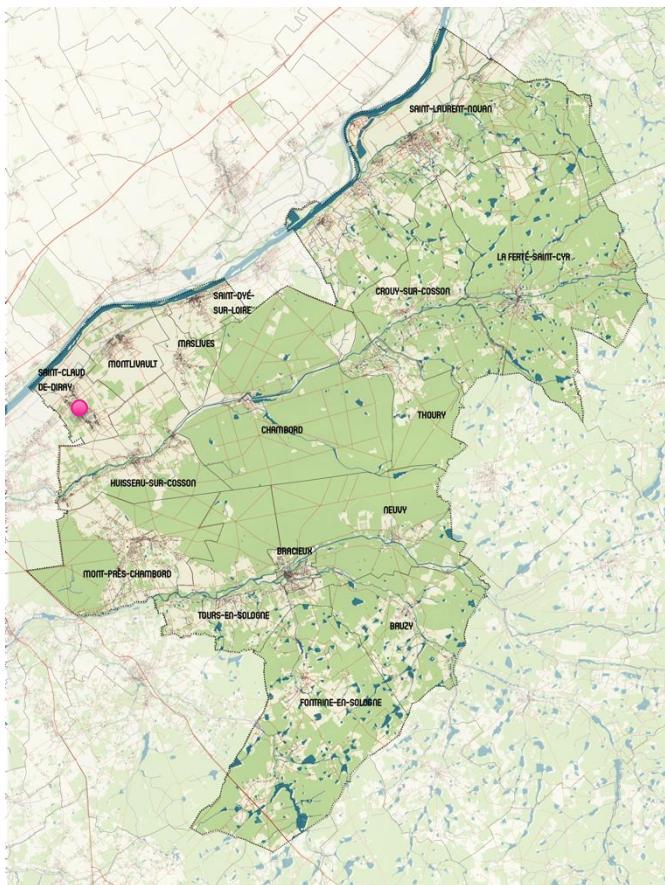 SAINT-LAURENT-NOUAN
LA FERTÉ-SAINT-CYR
CROUY-SUR-COSSON
SAINT-DYÉ-
SUR-LOIRE
MASLIVES
MONTLIVAULT
SAINT-CLAUD
DE-DIRAY
THOURY
CHAMBORD
HUISSEAU-SUR-COSSON
NEUVY
BRACIEUX
MONT-PRÈS-CHAMBORD
TOURS-EN-SOLOGNE
BAUZY
FONTAINE-EN-SOLOGNE